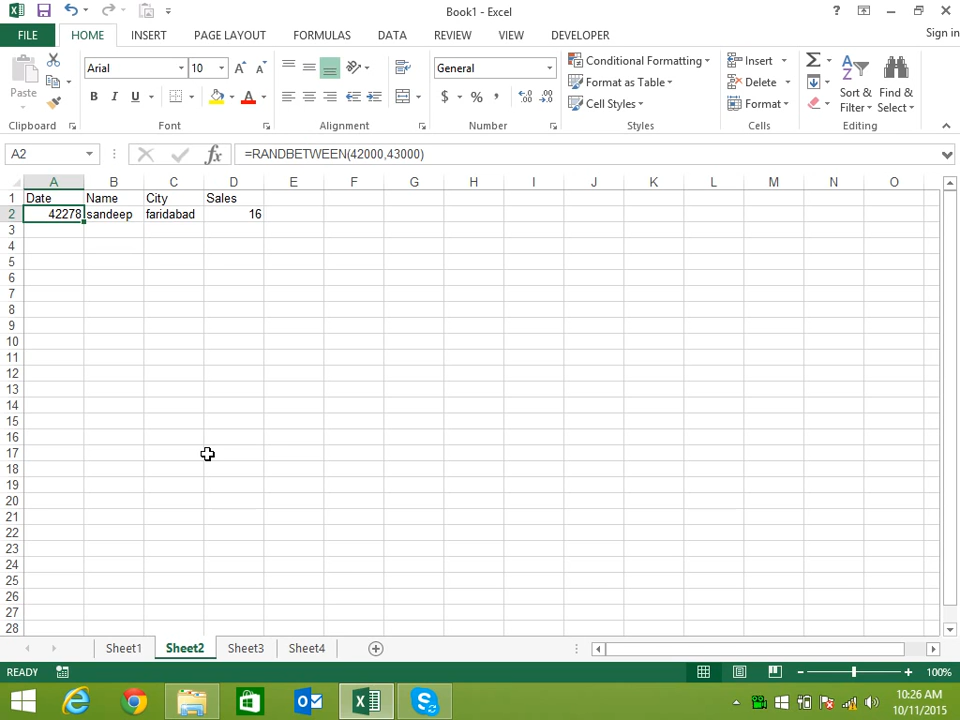 Book1 - Excel
?
FILE HOME INSERT PAGE LAYOUT FORMULAS DATA REVIEW VIEW DEVELOPER Sign in
Paste
Arial 10
B I U
General
$ % ,
Conditional Formatting
Format as Table
Cell Styles
Insert
Delete
Format
Sort & Filter
Find & Select
Clipboard Font Alignment Number Styles Cells Editing
A2 fx =RANDBETWEEN(42000,43000)
A B C D E F G H I J K L M N O
1 Date Name City Sales
2 42278 sandeep faridabad 16
3
4
5
6
7
8
9
10
11
12
13
14
15
16
17
18
19
20
21
22
23
24
25
26
27
28
Sheet1 Sheet2 Sheet3 Sheet4
READY 100%
10:26 AM
10/11/2015